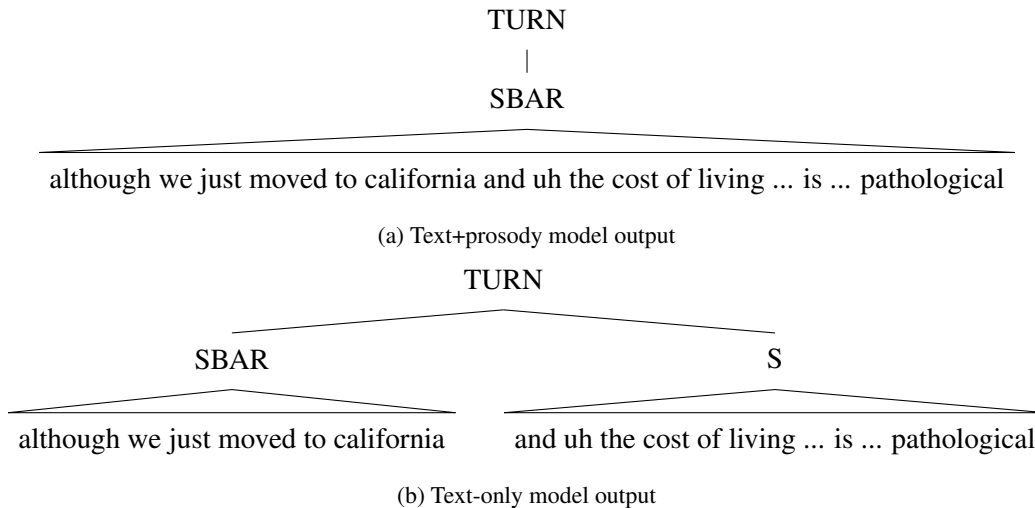 TURN
SBAR
although we just moved to california and uh the cost of living ... is ... pathological
(a) Text+prosody model output
TURN
SBAR S
although we just moved to california and uh the cost of living ... is ... pathological
(b) Text-only model output